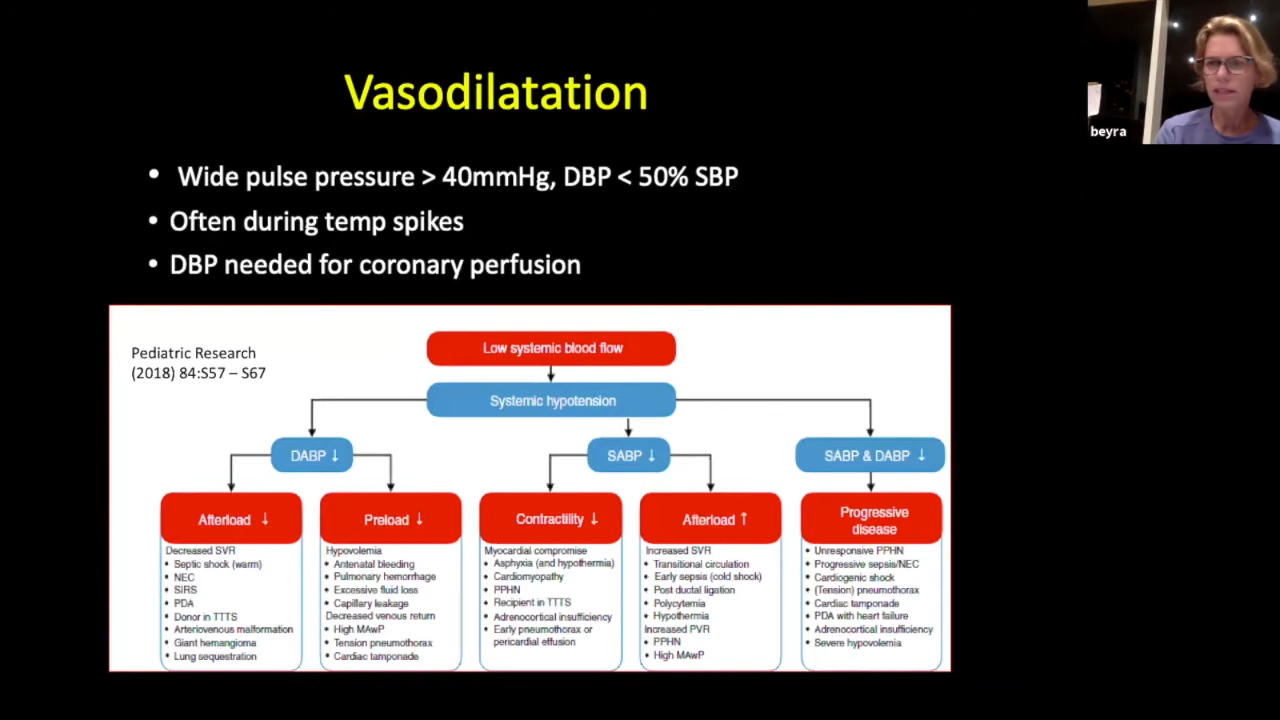 Vasodilatation
beyra
• Wide pulse pressure > 40mmHg, DBP < 50% SBP
• Often during temp spikes
• DBP needed for coronary perfusion
Pediatric Research
(2018) 84:S57 – S67
Low systemic blood flow
Systemic hypotension
DABP ↓
SABP ↓
SABP & DABP ↓
Afterload ↓
Decreased SVR
• Septic shock (warm)
• NEC
• SIRS
• PDA
• Donor in TTTS
• Arteriovenous malformation
• Giant hemangioma
• Lung sequestration
Preload ↓
Hypovolemia
• Antenatal bleeding
• Pulmonary hemorrhage
• Excessive fluid loss
• Capillary leakage
Decreased venous return
• High MAwP
• Tension pneumothorax
• Cardiac tamponade
Contractility ↓
Myocardial compromise
• Asphyxia (and hypothermia)
• Cardiomyopathy
• PPHN
• Recipient in TTTS
• Adrenocortical insufficiency
• Early pneumothorax or
pericardial effusion
Afterload ↑
Increased SVR
• Transitional circulation
• Early sepsis (cold shock)
• Post ductal ligation
• Polycytemia
• Hypothermia
Increased PVR
• PPHN
• High MAwP
Progressive
disease
• Unresponsive PPHN
• Progressive sepsis/NEC
• Cardiogenic shock
• (Tension) pneumothorax
• Cardiac tamponade
• PDA with heart failure
• Adrenocortical insufficiency
• Severe hypovolemia